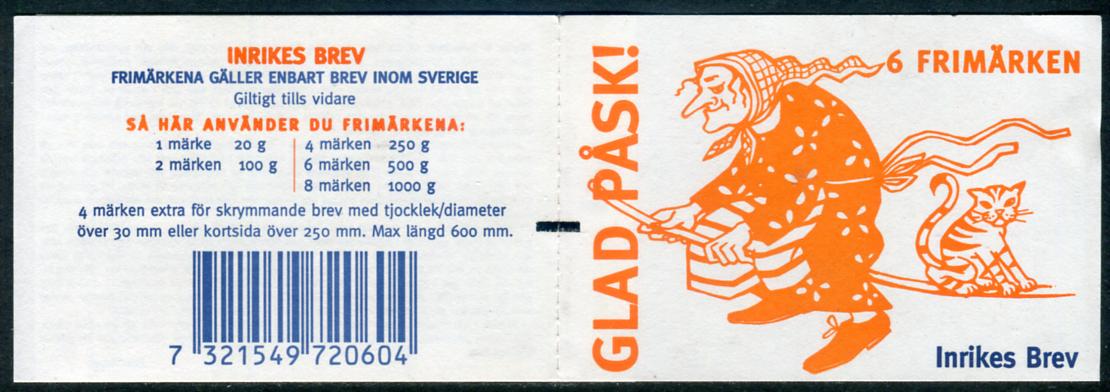 INRIKES BREV
FRIMÄRKENA GÄLLER ENBART BREV INOM SVERIGE
Giltigt tills vidare
SÅ HÄR ANVÄNDER DU FRIMÄRKENA:
1 märke 20 g
2 märken 100 g
4 märken 250 g
6 märken 500 g
8 märken 1000 g
4 märken extra för skrymmande brev med tjocklek/diameter
över 30 mm eller kortsida över 250 mm. Max längd 600 mm.
7 321549 720604
GLAD PÅSK!
6 FRIMÄRKEN
Inrikes Brev